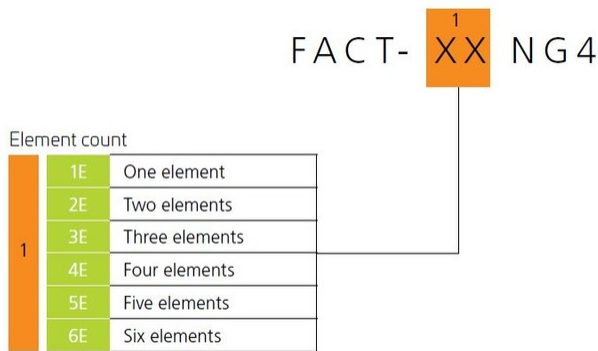 1
FACT- XX NG4
Element count
1
1E One element
2E Two elements
3E Three elements
4E Four elements
5E Five elements
6E Six elements